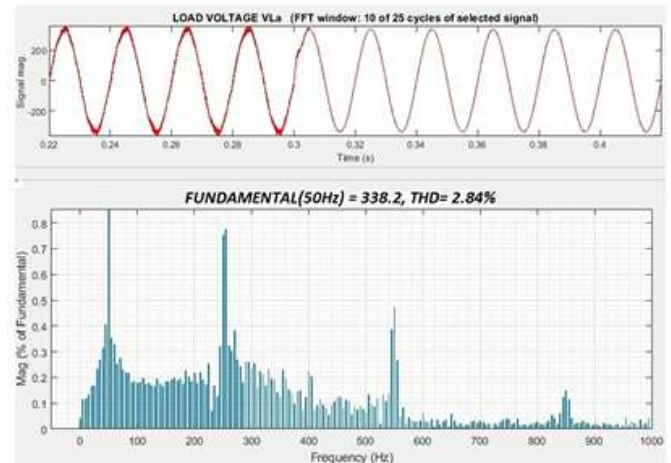 LOAD VOLTAGE VLa (FFT window: 10 of 25 cycles of selected signal)
Signal mag.
200
0
-200
0.22 0.24 0.26 0.28 0.3 0.32 0.34 0.36 0.38 0.4
Time (s)
FUNDAMENTAL(50Hz) = 338.2, THD= 2.84%
Mag (% of Fundamental)
0.8
0.7
0.6
0.5
0.4
0.3
0.2
0.1
0
0 100 200 300 400 500 600 700 800 900 1000
Frequency (Hz)